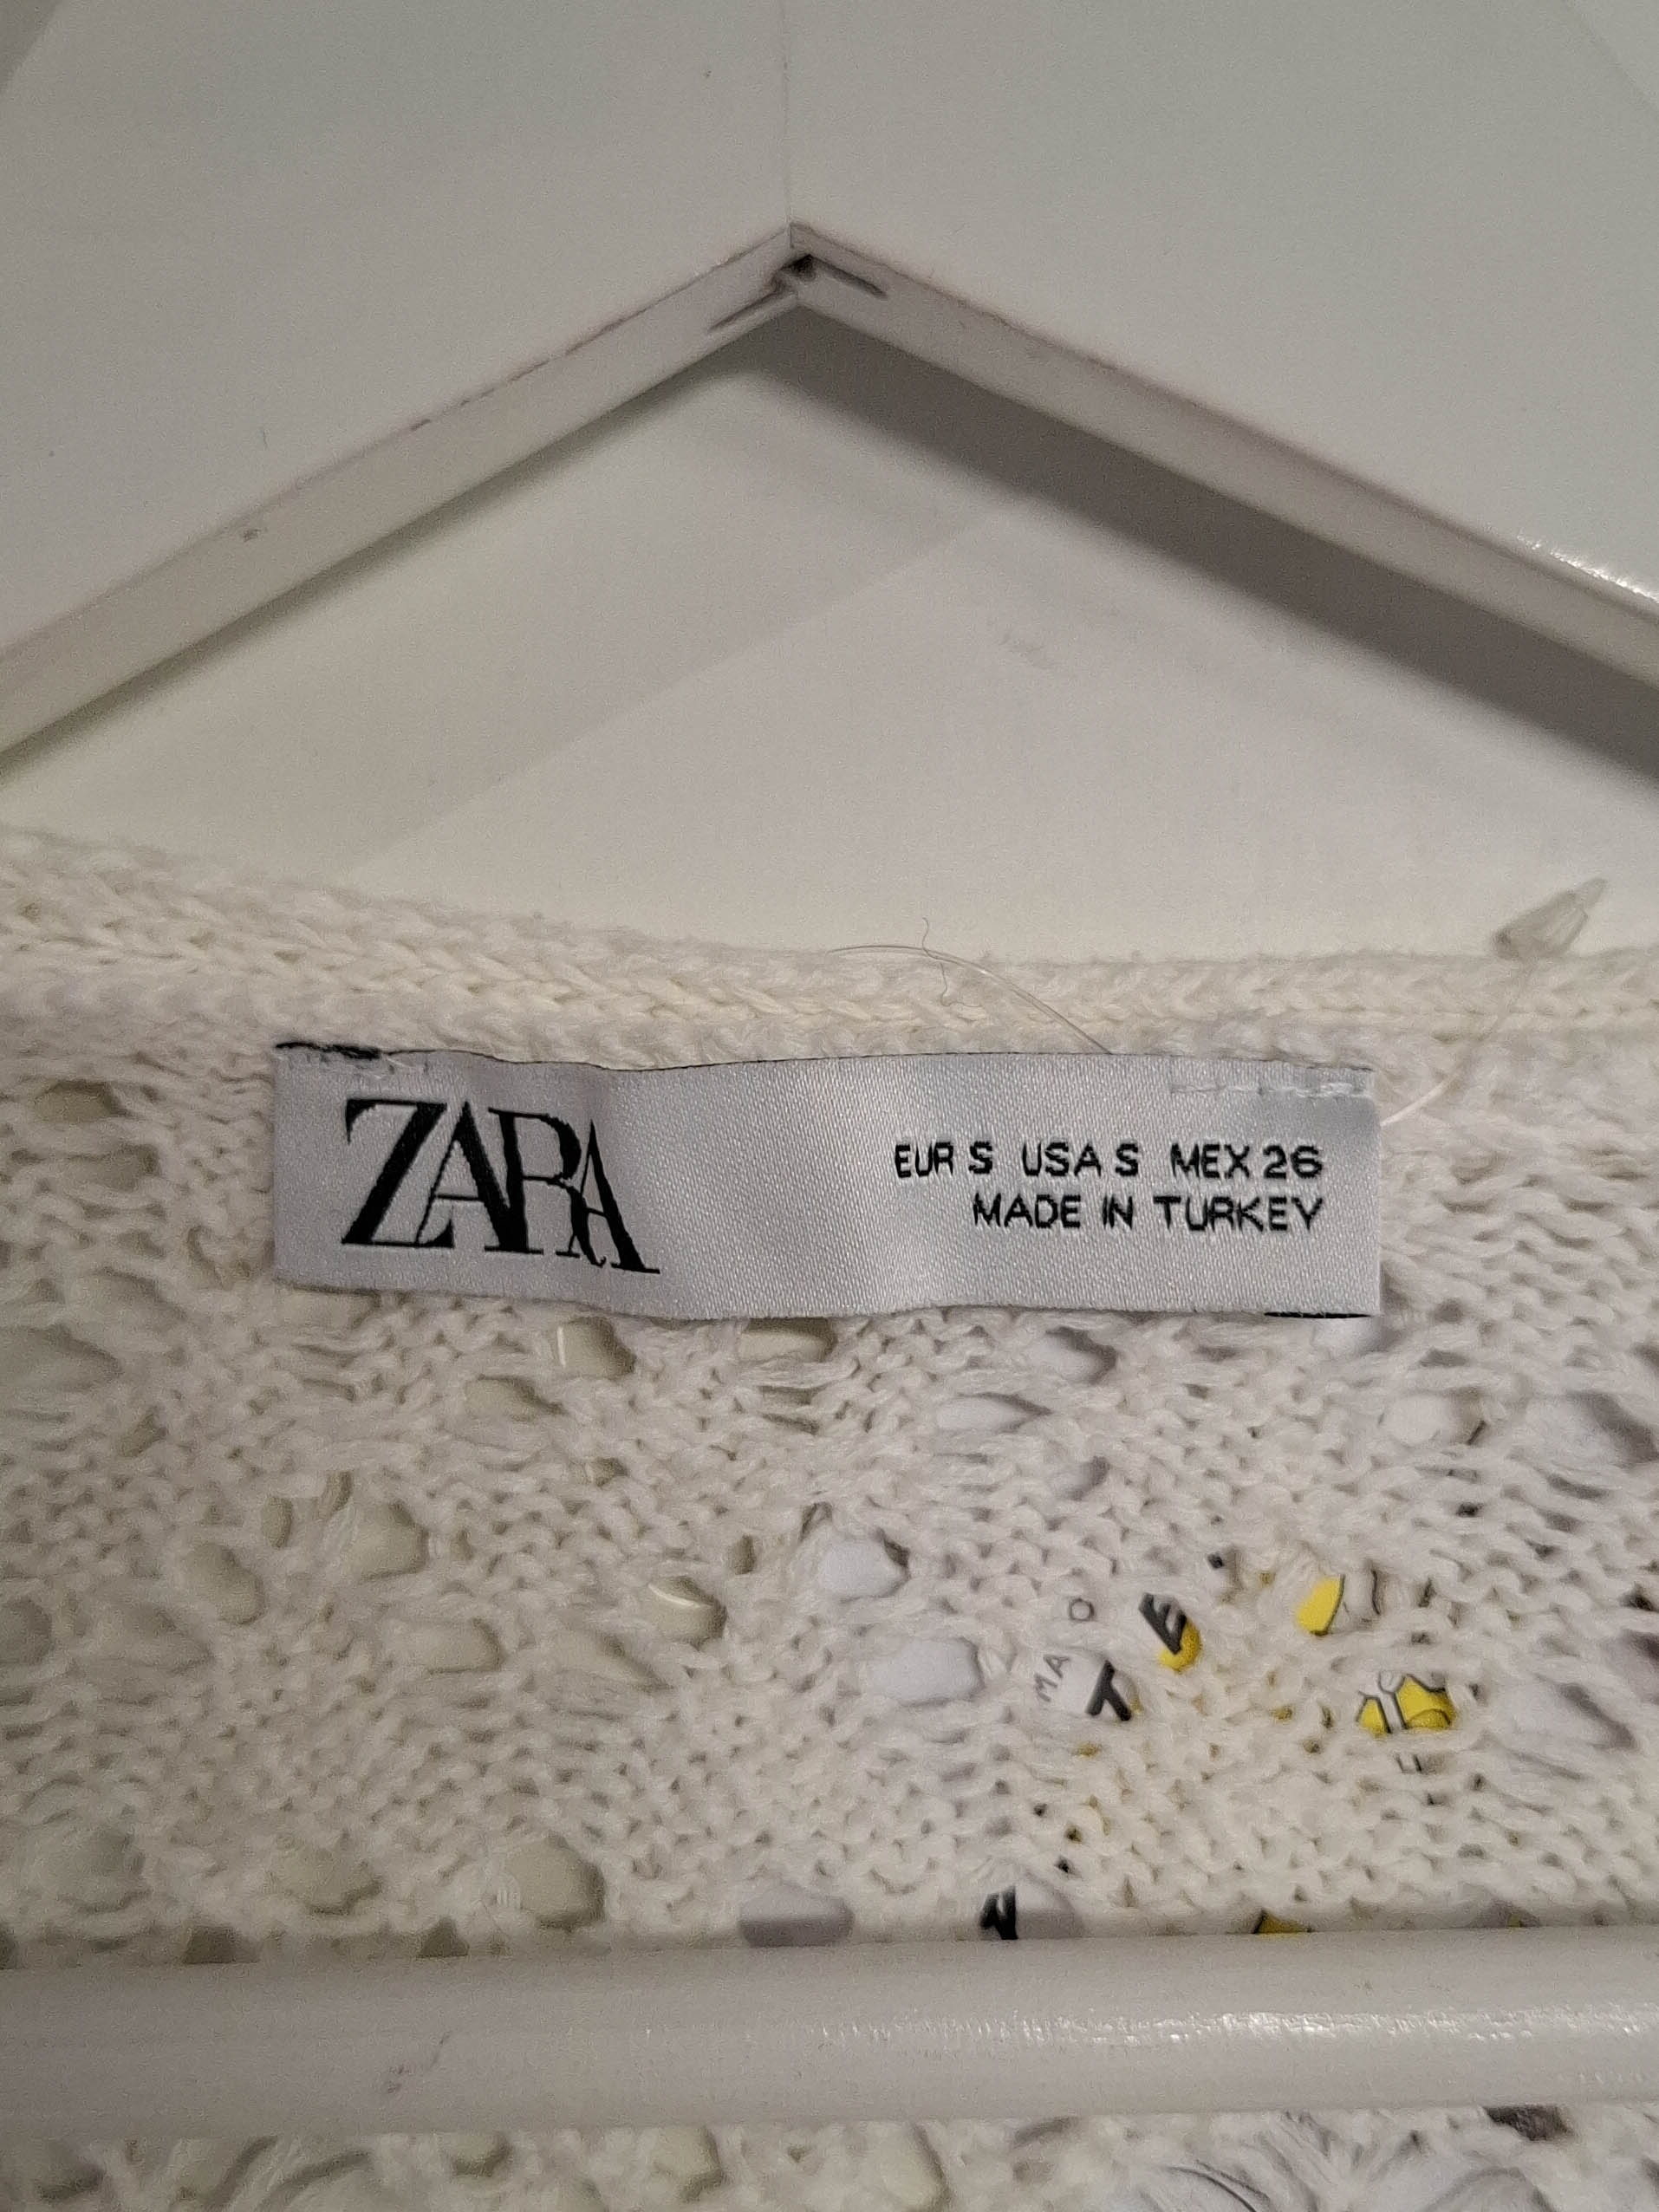 ZARA
EUR S USA S MEX 26
MADE IN TURKEY